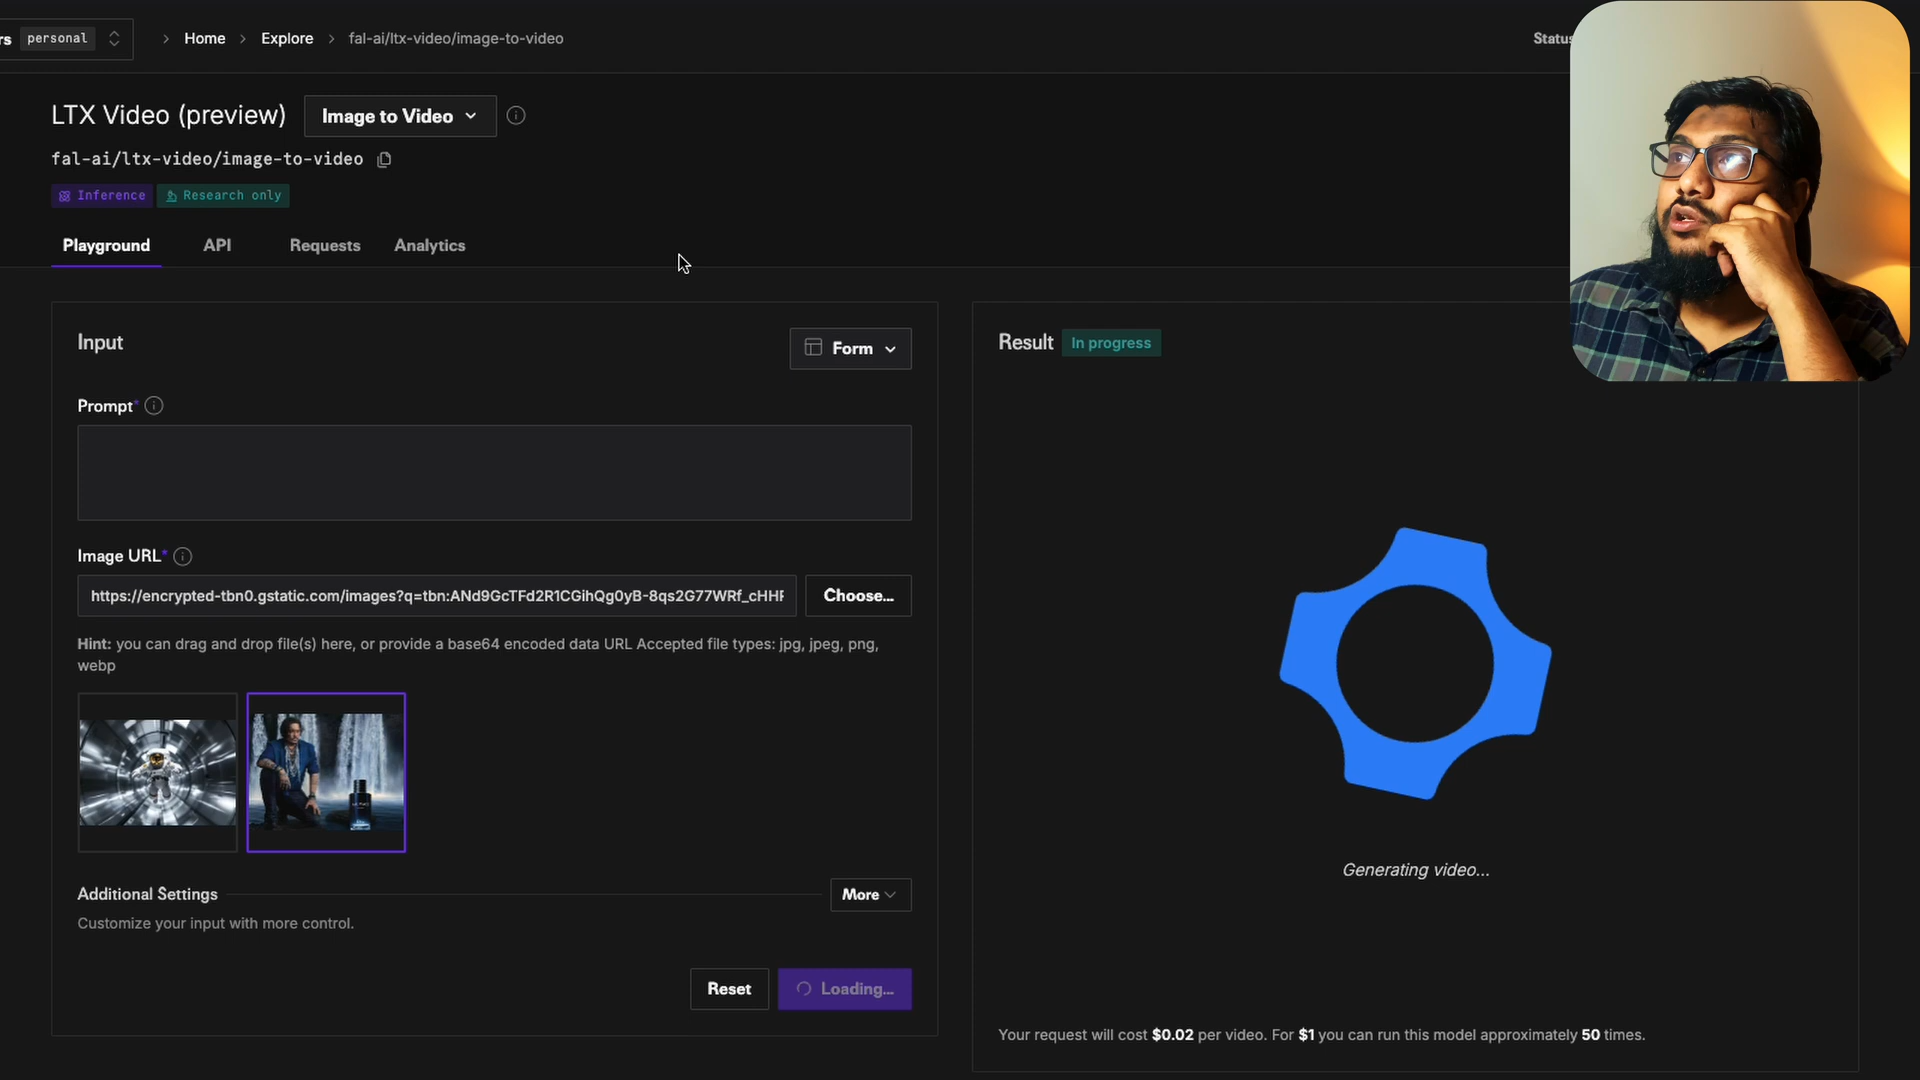 rs personal
Home
Explore
fal-ai/ltx-video/image-to-video
LTX Video (preview)
Image to Video
fal-ai/ltx-video/image-to-video
Inference
Research only
Playground
API
Requests
Analytics
Input
Form
Prompt*
Image URL*
https://encrypted-tbn0.gstatic.com/images?q=tbn:ANd9GcTFd2R1CGihQg0yB-8qs2G77WRf_cHHF
Choose...
Hint: you can drag and drop file(s) here, or provide a base64 encoded data URL Accepted file types: jpg, jpeg, png,
webp
Additional Settings
More
Customize your input with more control.
Reset
Loading...
Status
Result
In progress
Generating video...
Your request will cost $0.02 per video. For $1 you can run this model approximately 50 times.